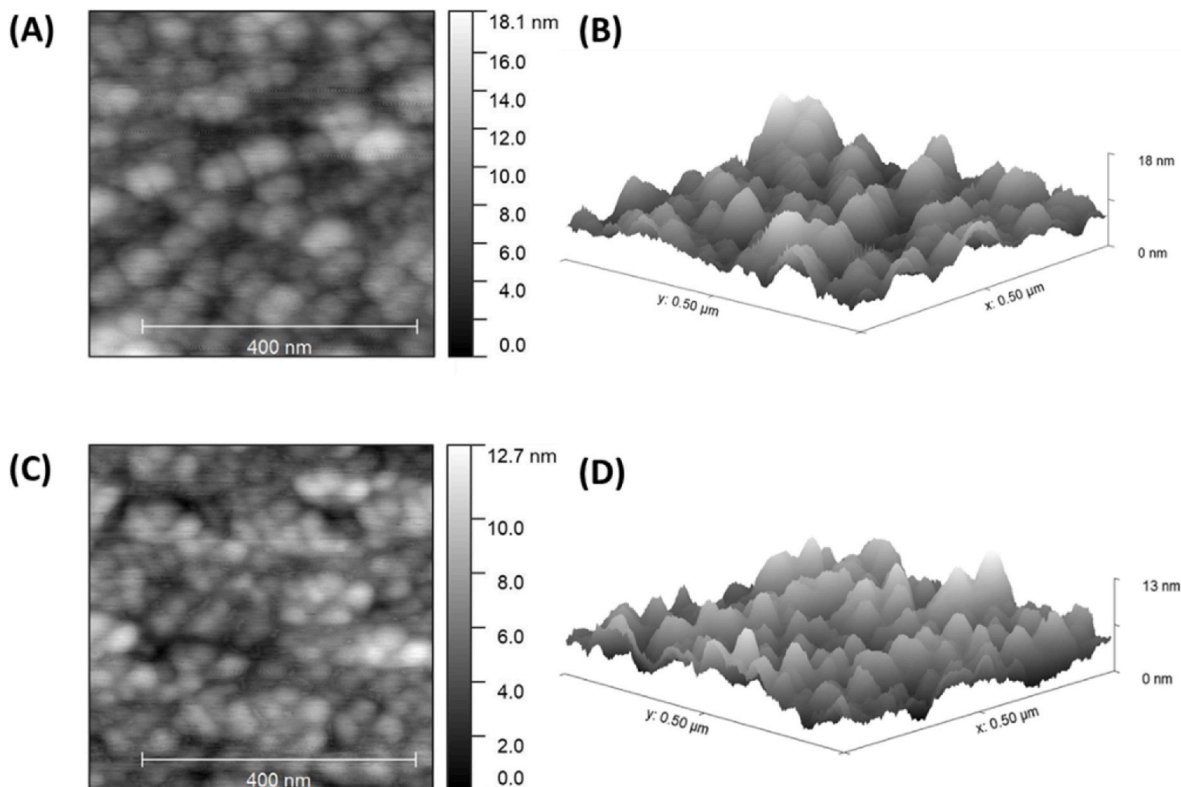 (A)
18.1 nm
16.0
14.0
12.0
10.0
8.0
6.0
4.0
0.0
400 nm
(B)
18 nm
0 nm
y: 0.50 µm
x: 0.50 µm
(C)
12.7 nm
10.0
8.0
6.0
4.0
2.0
0.0
400 nm
(D)
13 nm
0 nm
y: 0.50 µm
x: 0.50 µm